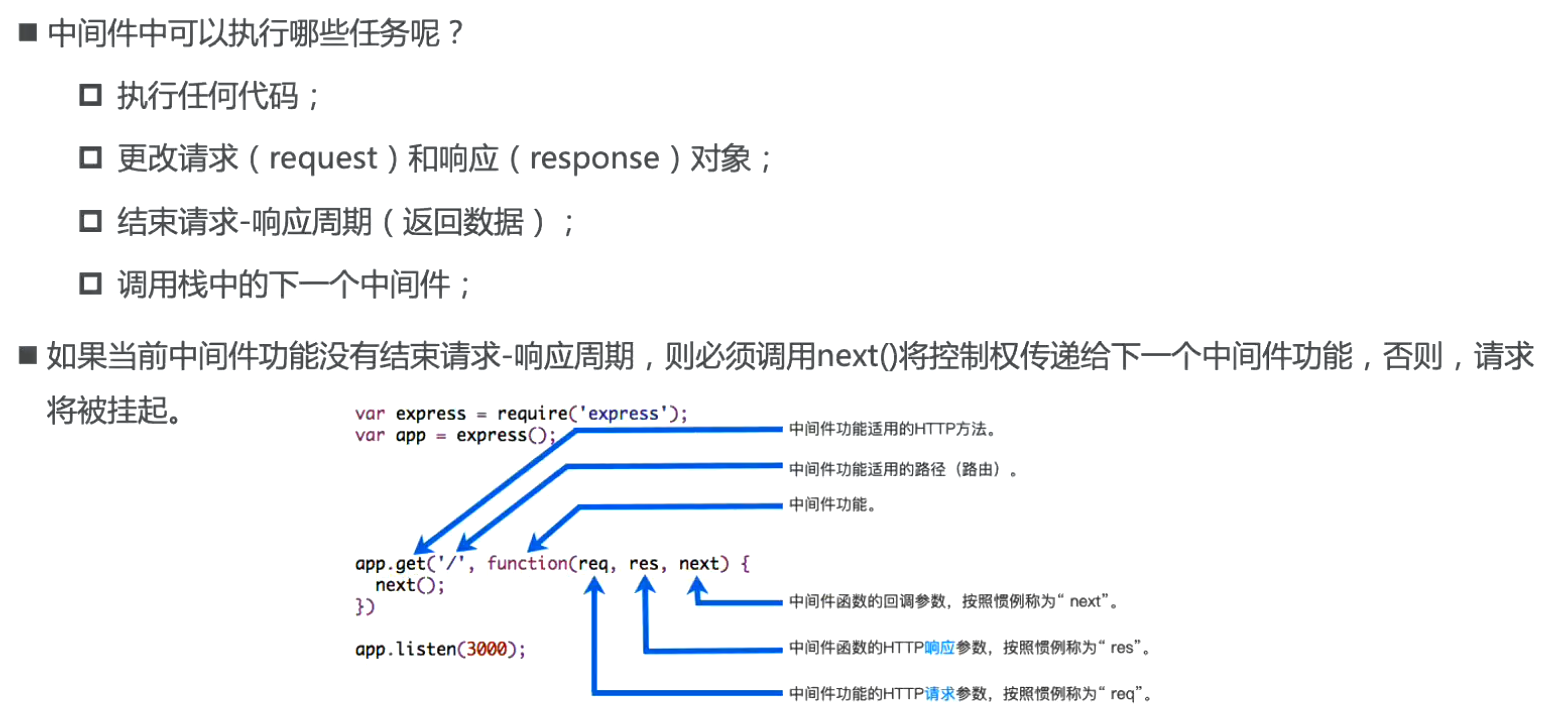 中间件中可以执行哪些任务呢？
执行任何代码；
更改请求（request）和响应（response）对象；
结束请求-响应周期（返回数据）；
调用栈中的下一个中间件；
如果当前中间件功能没有结束请求-响应周期，则必须调用next()将控制权传递给下一个中间件功能，否则，请求
将被挂起。
var express = require('express');
var app = express();
中间件功能适用的HTTP方法。
中间件功能适用的路径（路由）。
中间件功能。
app.get('/', function(req, res, next) {
next();
})
app.listen(3000);
中间件函数的回调参数，按照惯例称为“ next”。
中间件函数的HTTP响应参数，按照惯例称为“ res”。
中间件功能的HTTP请求参数，按照惯例称为“ req”。